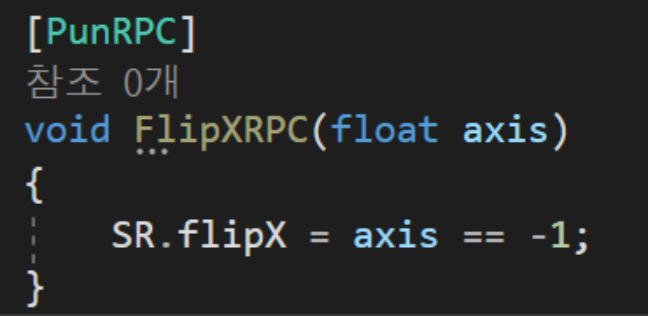 [PunRPC]
참조 0개
void FlipXRPC(float axis)
{
    SR.flipX = axis == -1;
}